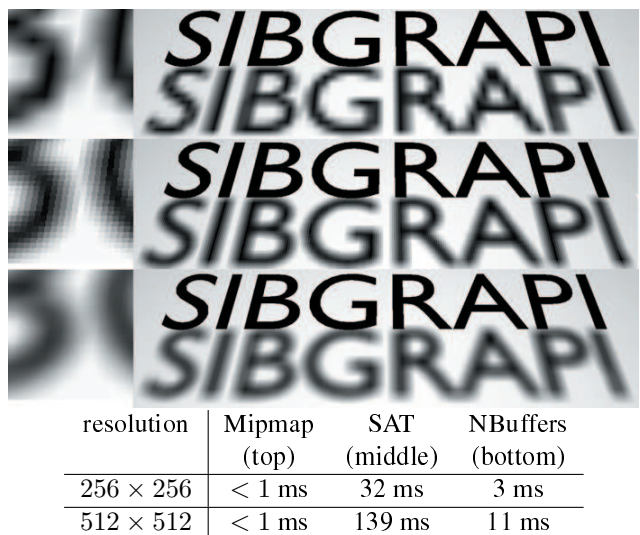 SIBGRAPI
SIBGRAPI
SIBGRAPI
SIBGRAPI
SIBGRAPI
SIBGRAPI
resolution Mipmap SAT NBuffers
(top) (middle) (bottom)
256 × 256 < 1 ms 32 ms 3 ms
512 × 512 < 1 ms 139 ms 11 ms